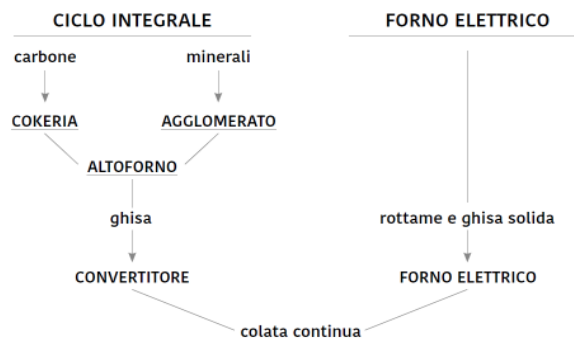 CICLO INTEGRALE
FORNO ELETTRICO
carbone
minerali
COKERIA
AGGLOMERATO
ALTOFORNO
ghisa
rottame e ghisa solida
CONVERTITORE
FORNO ELETTRICO
colata continua